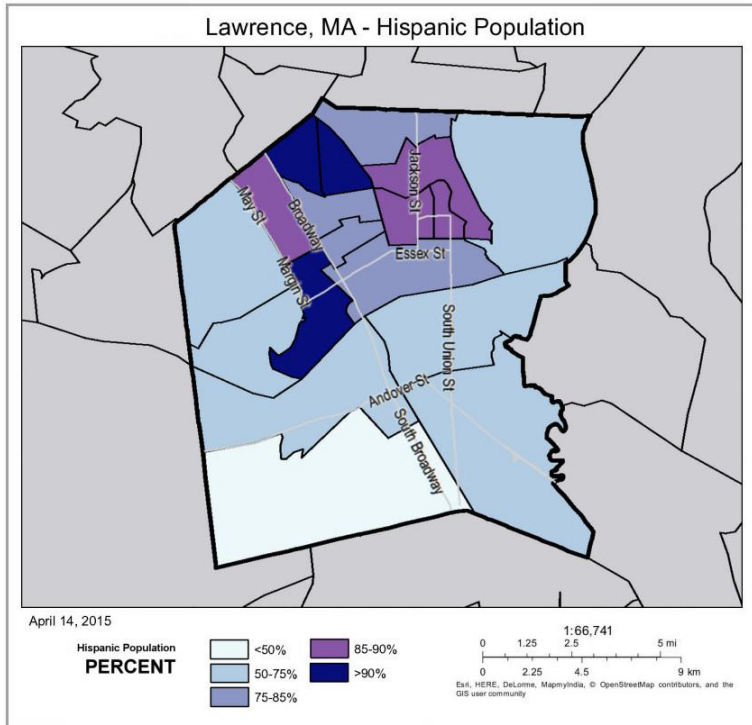 Lawrence, MA - Hispanic Population
Jackson St
May St
Broadway
Margin St
Essex St
South Union St
Andover St
South Broadway
April 14, 2015
Hispanic Population
PERCENT
<50%
50-75%
75-85%
85-90%
>90%
1:66,741
0 1.25 2.5 5 mi
0 2.25 4.5 9 km
Esri, HERE, DeLorme, MapmyIndia, © OpenStreetMap contributors, and the
GIS user community